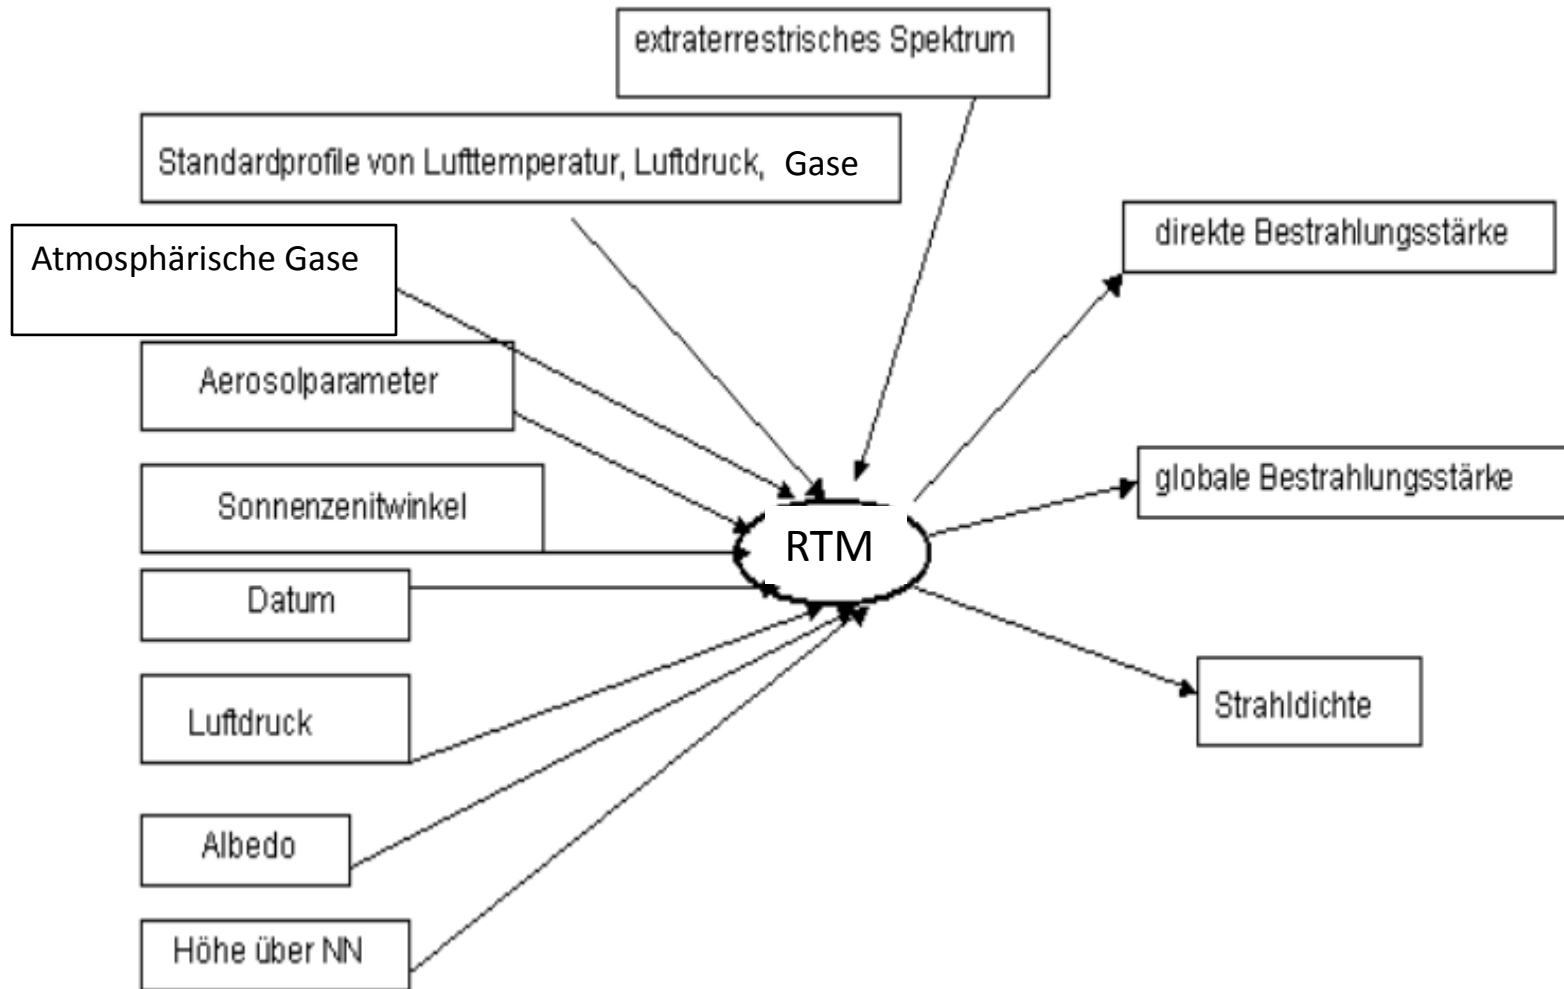 extraterrestrisches Spektrum
Standardprofile von Lufttemperatur, Luftdruck, Gase
Atmosphärische Gase
Aerosolparameter
Sonnenzenitwinkel
Datum
Luftdruck
Albedo
Höhe über NN
RTM
direkte Bestrahlungsstärke
globale Bestrahlungsstärke
Strahldichte